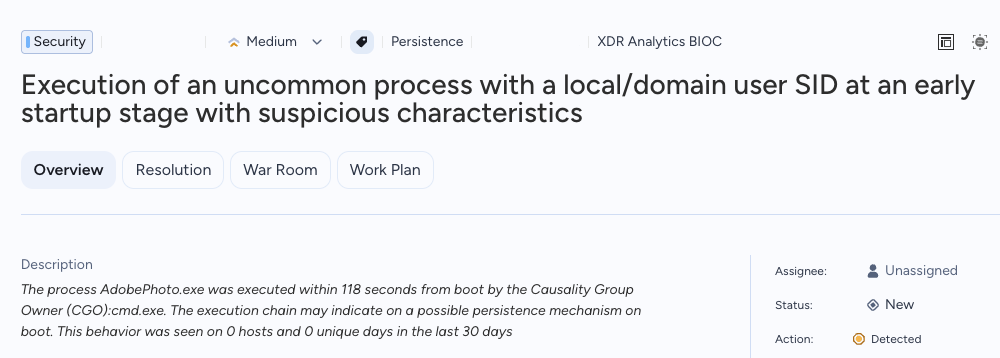 Security Medium Persistence XDR Analytics BIOC
Execution of an uncommon process with a local/domain user SID at an early
startup stage with suspicious characteristics
Overview Resolution War Room Work Plan
Description
The process AdobePhoto.exe was executed within 118 seconds from boot by the Causality Group
Owner (CGO):cmd.exe. The execution chain may indicate on a possible persistence mechanism on
boot. This behavior was seen on 0 hosts and 0 unique days in the last 30 days
Assignee: Unassigned
Status: New
Action: Detected